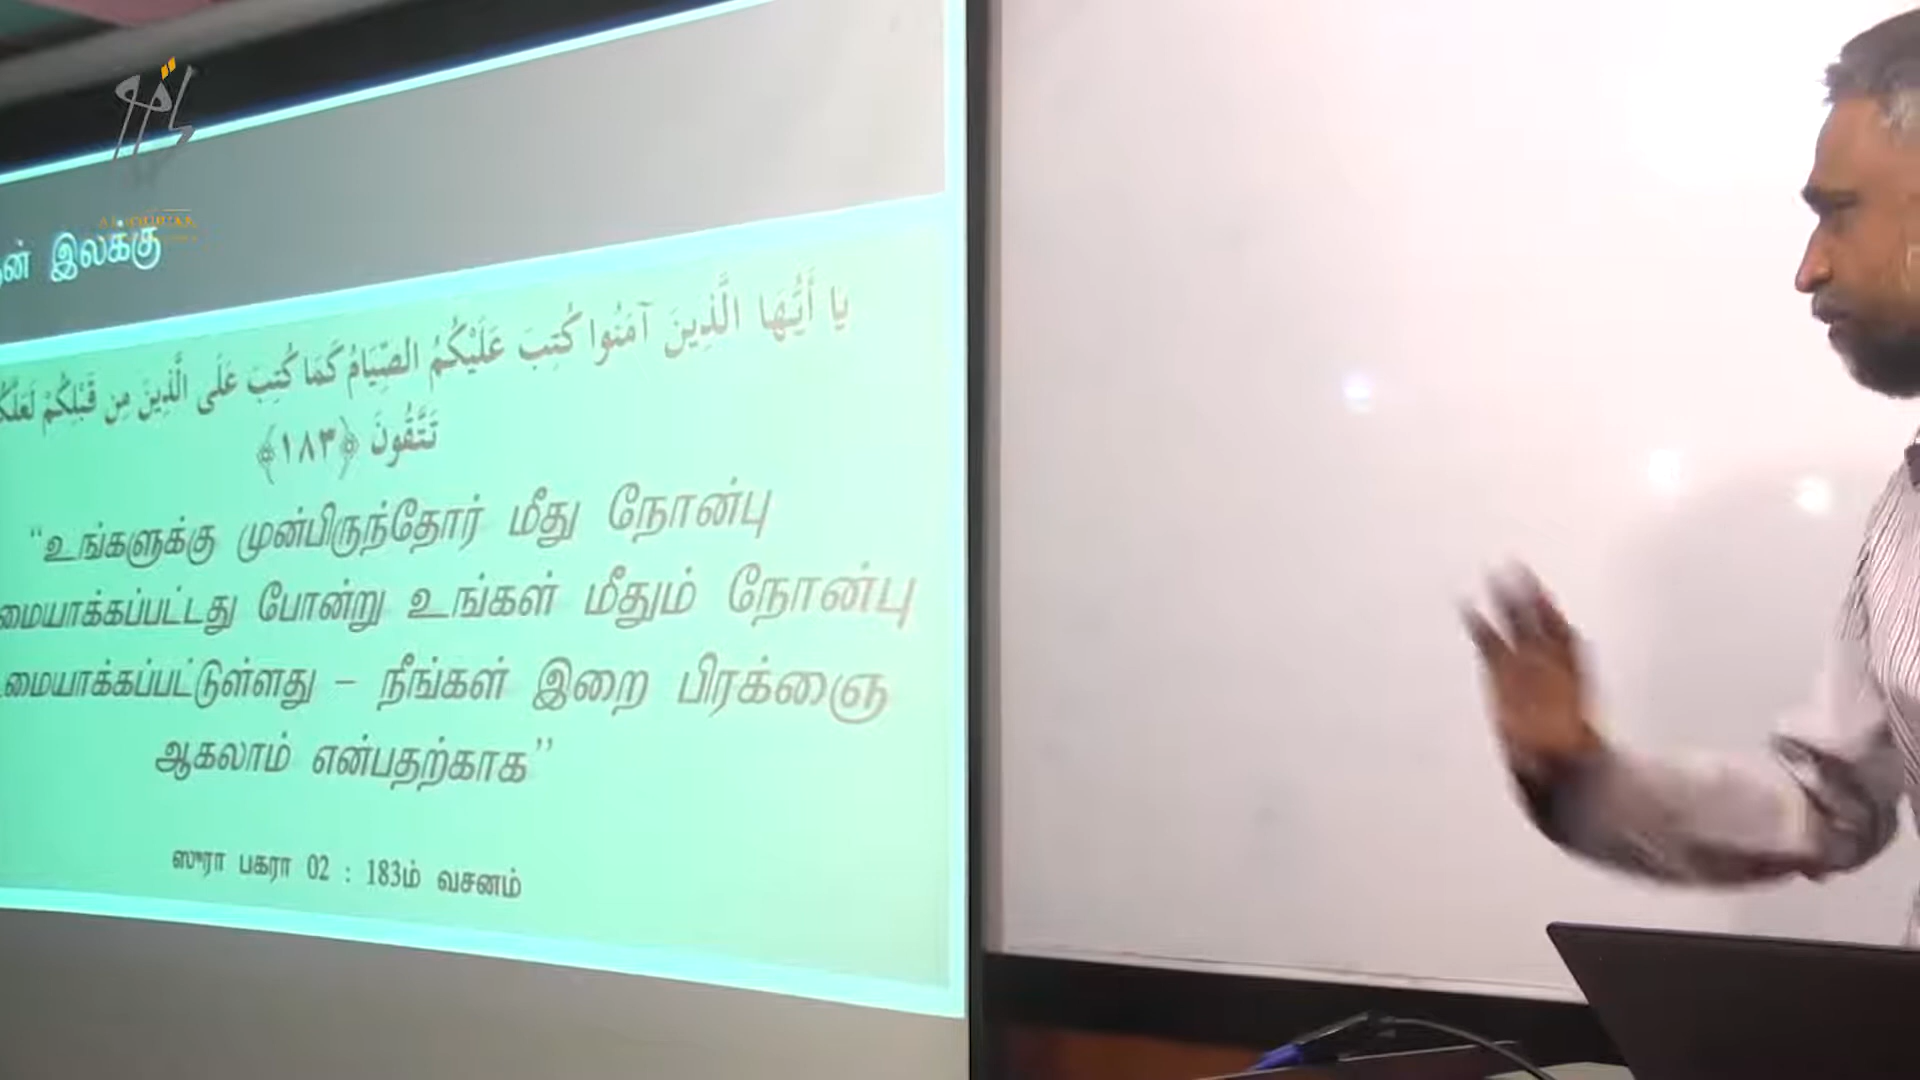 இலக்கு
يا أَيُّهَا الَّذِينَ آمَنُوا كُتِبَ عَلَيْكُمُ الصِّيَامُ كَمَا كُتِبَ عَلَى الَّذِينَ مِن قَبْلِكُمْ
تَتَّقُونَ ﴿١٨٣﴾
“உங்களுக்கு முன்பிருந்தோர் மீது நோன்பு
மையாக்கப்பட்டது போன்று உங்கள் மீதும் நோன்பு
மையாக்கப்பட்டுள்ளது – நீங்கள் இறை பிரக்ஞை
ஆகலாம் என்பதற்காக”
ஸுரா பகரா 02 : 183ம் வசனம்